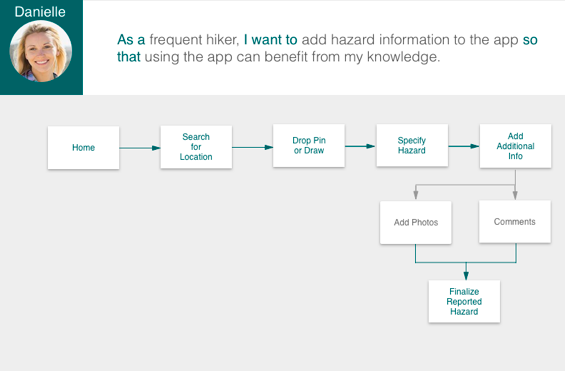 Danielle
As a frequent hiker, I want to add hazard information to the app so
that using the app can benefit from my knowledge.
Home
Search
for
Location
Drop Pin
or Draw
Specify
Hazard
Add
Additional
Info
Add Photos
Comments
Finalize
Reported
Hazard